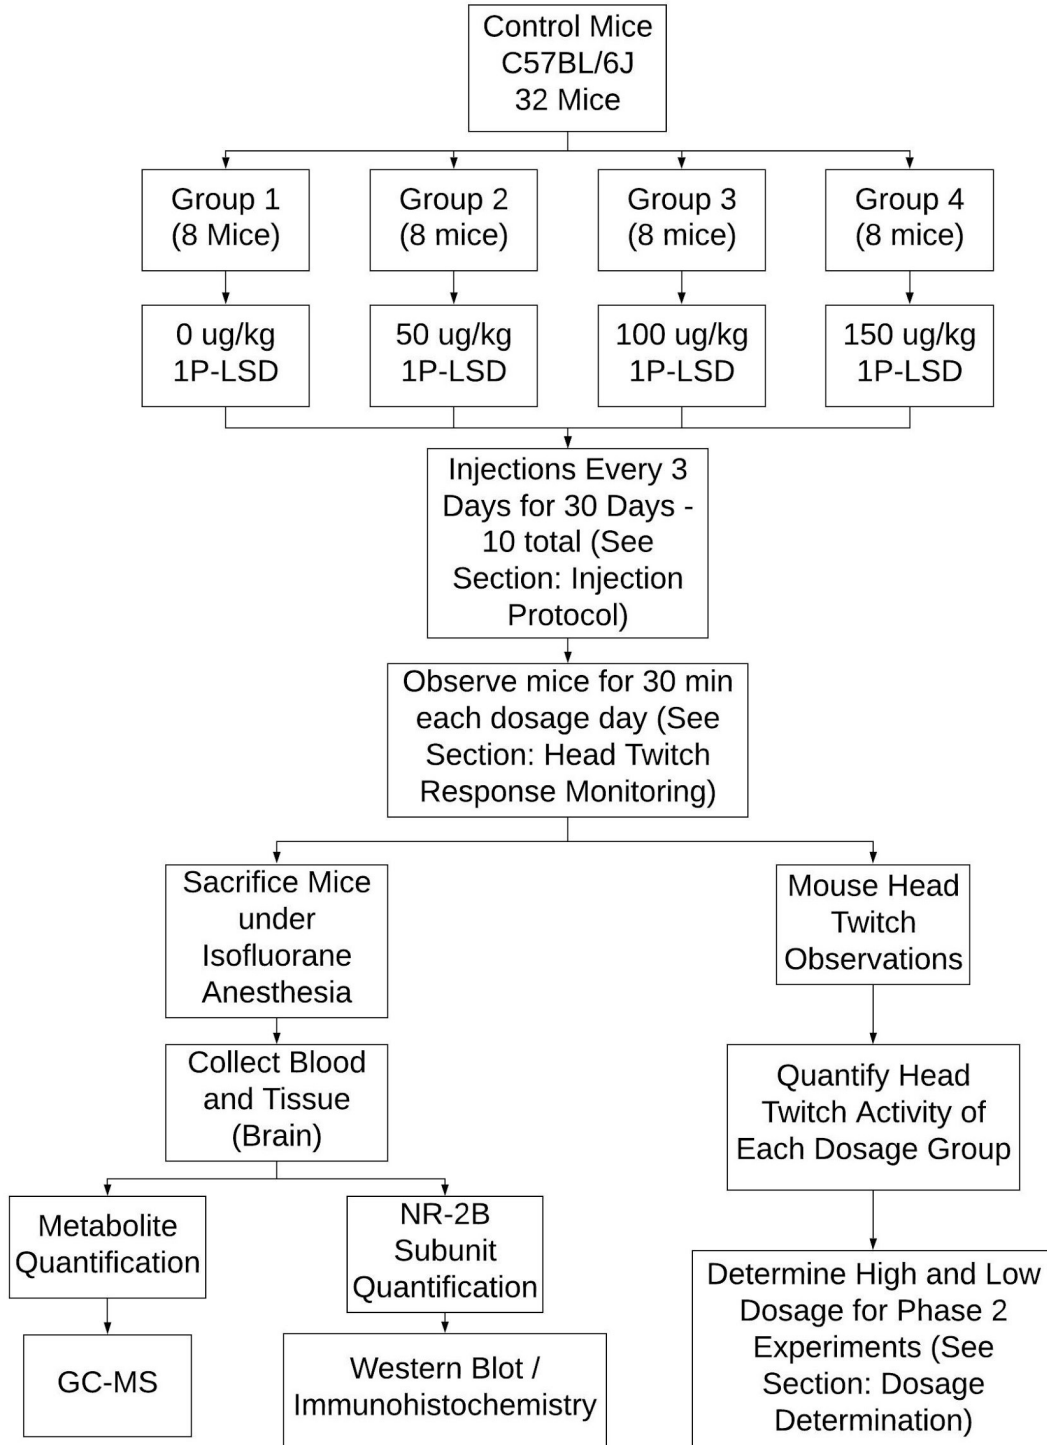 Control Mice
C57BL/6J
32 Mice
Group 1
(8 Mice)
Group 2
(8 mice)
Group 3
(8 mice)
Group 4
(8 mice)
0 ug/kg
1P-LSD
50 ug/kg
1P-LSD
100 ug/kg
1P-LSD
150 ug/kg
1P-LSD
Injections Every 3
Days for 30 Days -
10 total (See
Section: Injection
Protocol)
Observe mice for 30 min
each dosage day (See
Section: Head Twitch
Response Monitoring)
Sacrifice Mice
under
Isofluorane
Anesthesia
Mouse Head
Twitch
Observations
Collect Blood
and Tissue
(Brain)
Quantify Head
Twitch Activity of
Each Dosage Group
Metabolite
Quantification
NR-2B
Subunit
Quantification
Determine High and Low
Dosage for Phase 2
Experiments (See
Section: Dosage
Determination)
GC-MS
Western Blot /
Immunohistochemistry